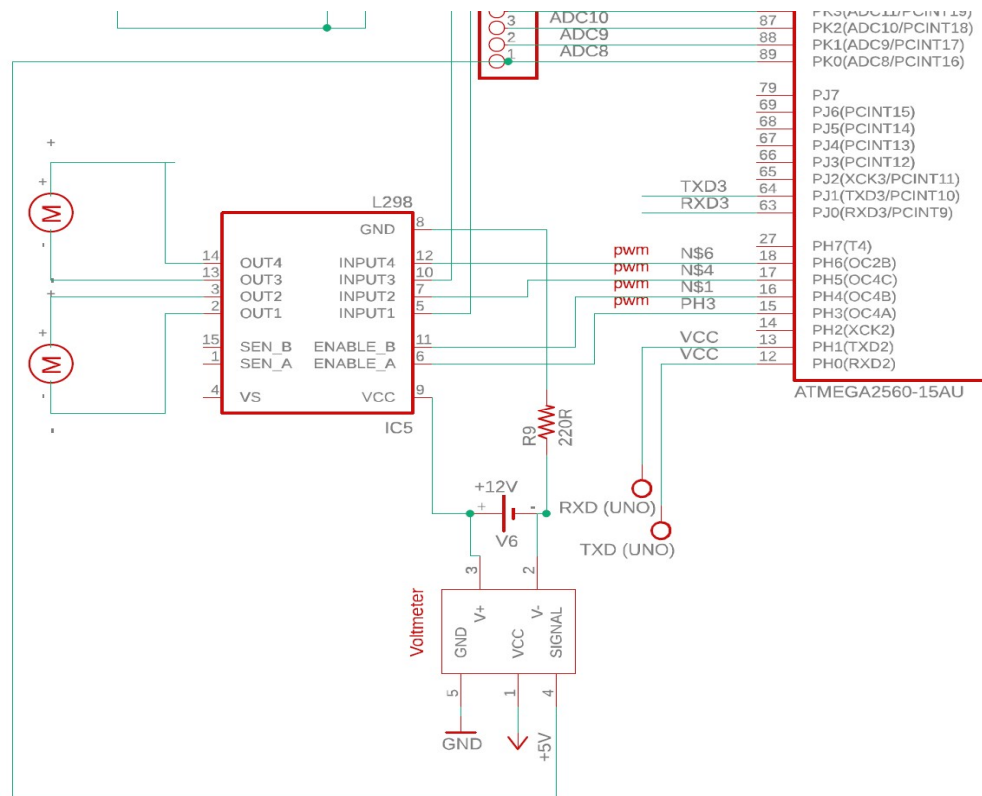 PK3(ADC11/PCINT19)
3 ADC10 87 PK2(ADC10/PCINT18)
2 ADC9 88 PK1(ADC9/PCINT17)
1 ADC8 89 PK0(ADC8/PCINT16)
79 PJ7
69 PJ6(PCINT15)
68 PJ5(PCINT14)
67 PJ4(PCINT13)
66 PJ3(PCINT12)
65 PJ2(XCK3/PCINT11)
TXD3 64 PJ1(TXD3/PCINT10)
RXD3 63 PJ0(RXD3/PCINT9)
27 PH7(T4)
pwm N$6 18 PH6(OC2B)
pwm N$4 17 PH5(OC4C)
pwm N$1 16 PH4(OC4B)
pwm PH3 15 PH3(OC4A)
14 PH2(XCK2)
VCC 13 PH1(TXD2)
VCC 12 PH0(RXD2)
ATMEGA2560-15AU
+
+
M
-
-
+
+
M
-
-
L298
GND 8
14 OUT4 INPUT4 12
13 OUT3 INPUT3 10
3 OUT2 INPUT2 7
2 OUT1 INPUT1 5
15 SEN_B ENABLE_B 11
1 SEN_A ENABLE_A 6
4 VS VCC 9
IC5
R9
220R
+12V
+ -
V6
RXD (UNO)
TXD (UNO)
3 2
Voltmeter
V+ V-
GND VCC SIGNAL
5 1 4
GND
+5V